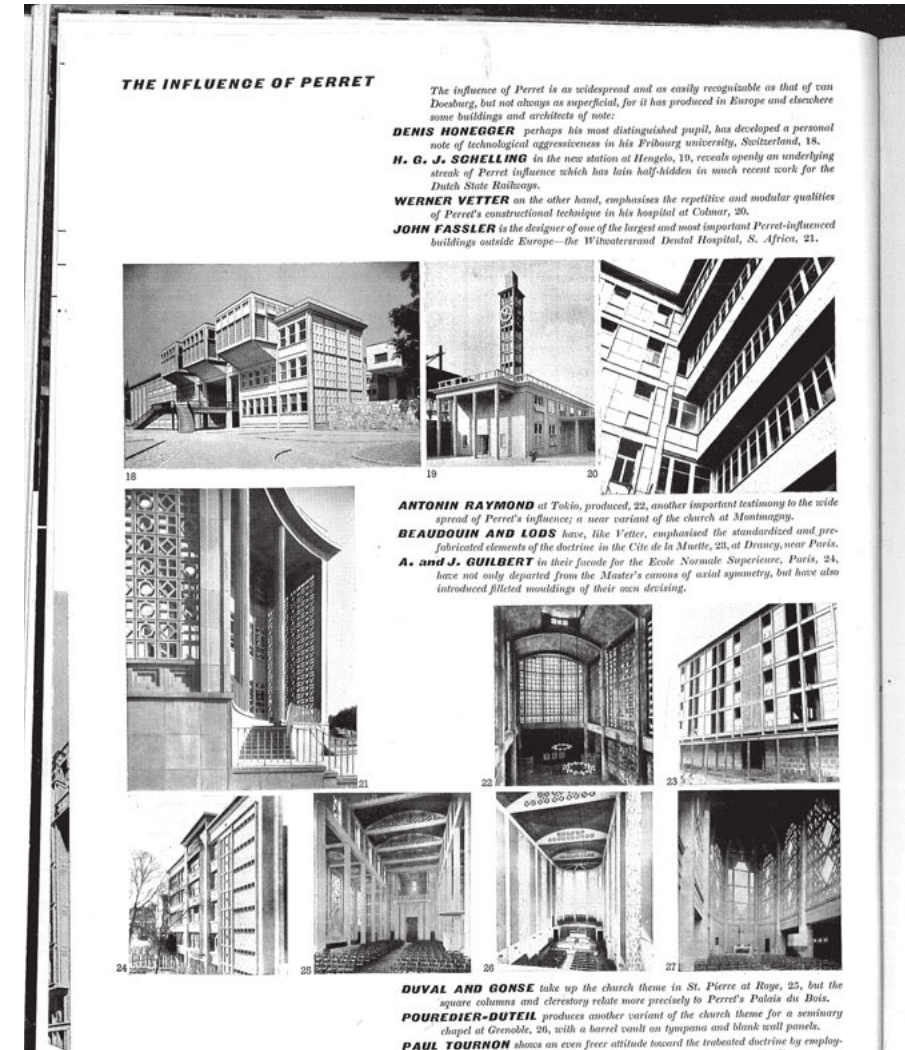 THE INFLUENCE OF PERRET
The influence of Perret is as widespread and as easily recognizable as that of van
Doesburg, but not always as superficial, for it has produced in Europe and elsewhere
some buildings and architects of note:
DENIS HONEGGER perhaps his most distinguished pupil, has developed a personal
note of technological aggressiveness in his Fribourg university, Switzerland, 18.
H. G. J. SCHELLING in the new station at Hengelo, 19, reveals openly an underlying
streak of Perret influence which has lain half-hidden in much recent work for the
Dutch State Railways.
WERNER VETTER on the other hand, emphasises the repetitive and modular qualities
of Perret's constructional technique in his hospital at Colmar, 20.
JOHN FASSLER is the designer of one of the largest and most important Perret-influenced
buildings outside Europe—the Witwatersrand Dental Hospital, S. Africa, 21.
18
19
20
ANTONIN RAYMOND at Tokio, produced, 22, another important testimony to the wide
spread of Perret's influence; a near variant of the church at Montmagny.
BEAUDOUIN AND LODS have, like Vetter, emphasised the standardized and pre-
fabricated elements of the doctrine in the Cite de la Muette, 23, at Drancy, near Paris.
A. and J. GUILBERT in their facade for the Ecole Normale Superieure, Paris, 24,
have not only departed from the Master's canons of axial symmetry, but have also
introduced filleted mouldings of their own devising.
21
22
23
24
25
26
27
DUVAL AND GONSE take up the church theme in St. Pierre at Roye, 25, but the
square columns and clerestory relate more precisely to Perret's Palais du Bois.
POUREDIER-DUTEIL produces another variant of the church theme for a seminary
chapel at Grenoble, 26, with a barrel vault on tympana and blank wall panels.
PAUL TOURNON shows an even freer attitude toward the trabeated doctrine by employ-